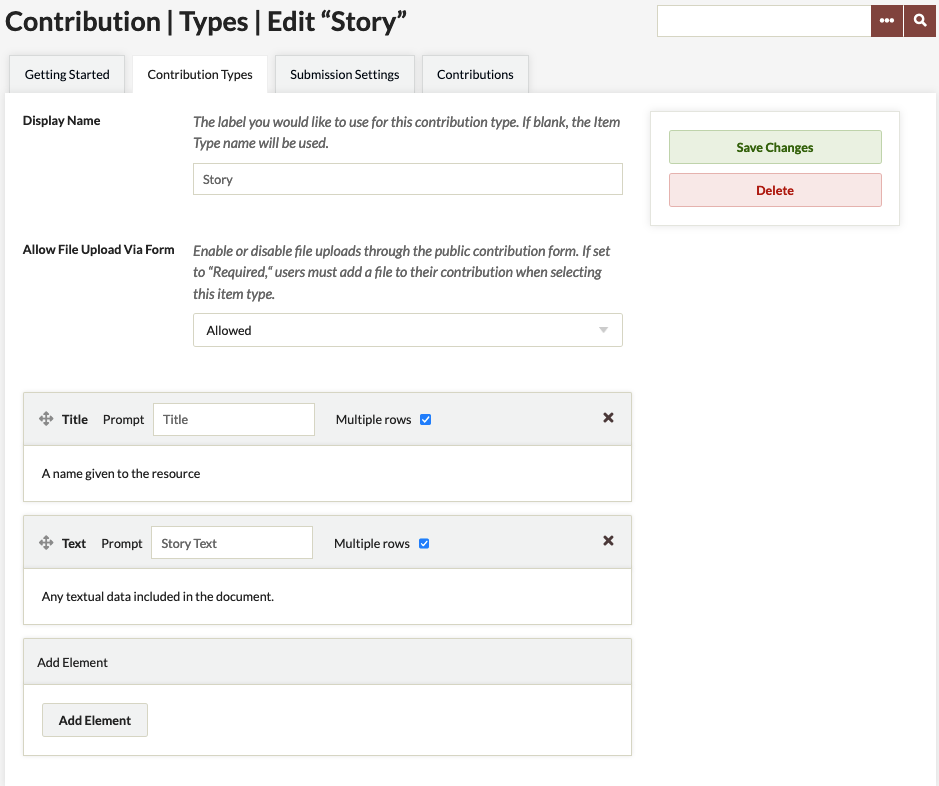 Contribution | Types | Edit “Story”
Getting Started
Contribution Types
Submission Settings
Contributions
Display Name
The label you would like to use for this contribution type. If blank, the Item
Type name will be used.
Story
Save Changes
Delete
Allow File Upload Via Form
Enable or disable file uploads through the public contribution form. If set
to “Required,“ users must add a file to their contribution when selecting
this item type.
Allowed
Title Prompt Title Multiple rows
A name given to the resource
Text Prompt Story Text Multiple rows
Any textual data included in the document.
Add Element
Add Element